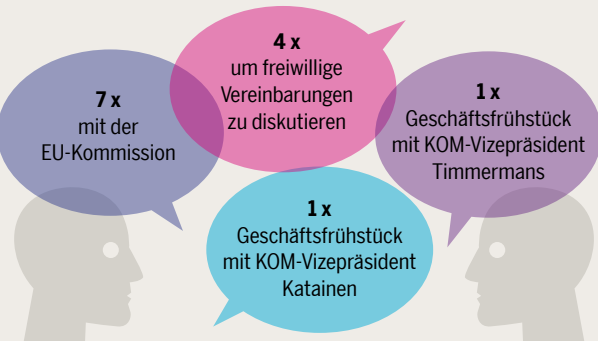 4 x
um freiwillige
Vereinbarungen
zu diskutieren
7 x
mit der
EU-Kommission
1 x
Geschäftsfrühstück
mit KOM-Vizepräsident
Timmermans
1 x
Geschäftsfrühstück
mit KOM-Vizepräsident
Katainen